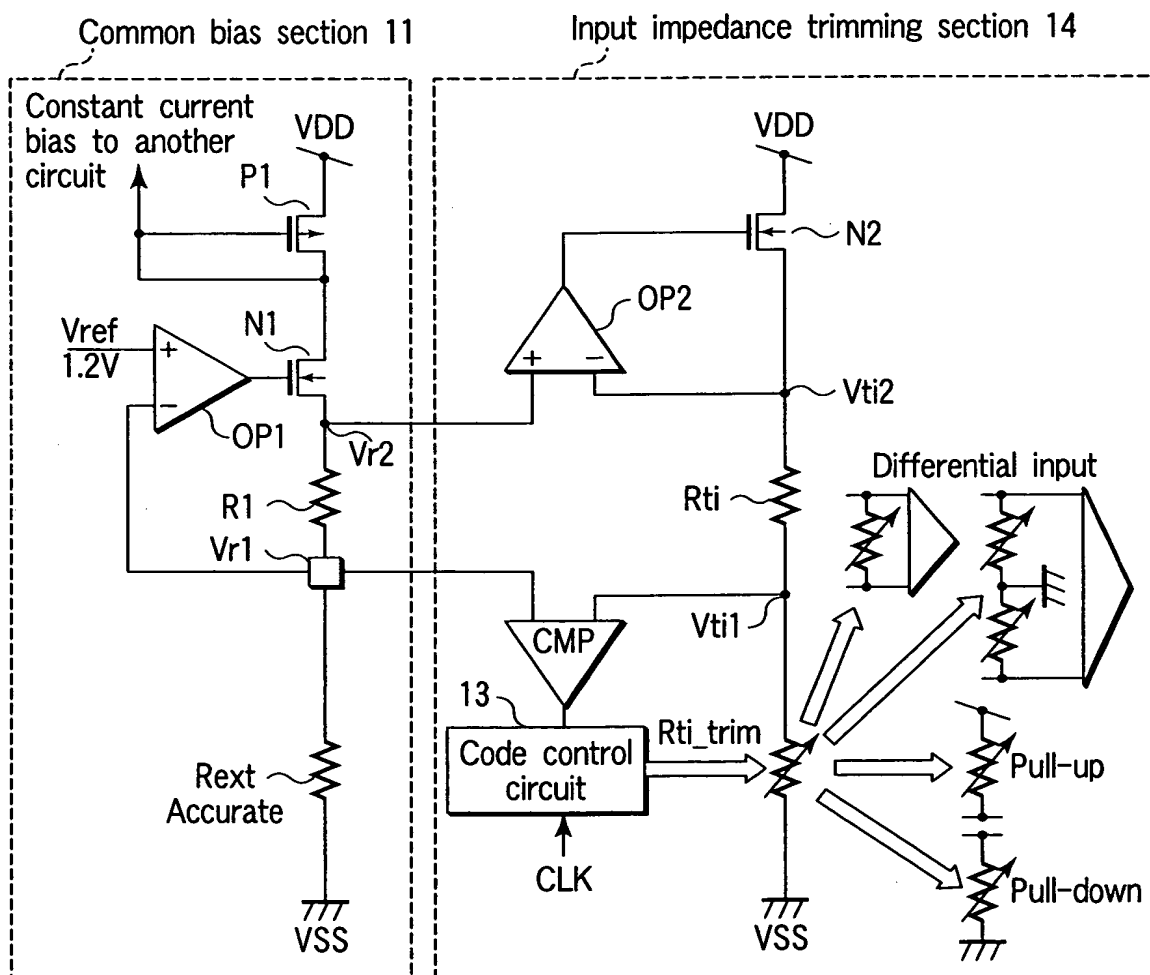 Common bias section 11
Input impedance trimming section 14
Constant current
bias to another
circuit
VDD
P1
VDD
N2
OP2
N1
Vref
1.2V
+
−
OP1
+
−
Vti2
Vr2
Differential input
R1
Rti
Vr1
Vti1
CMP
13
Code control
circuit
Rti_trim
Rext
Accurate
Pull-up
CLK
Pull-down
VSS
VSS